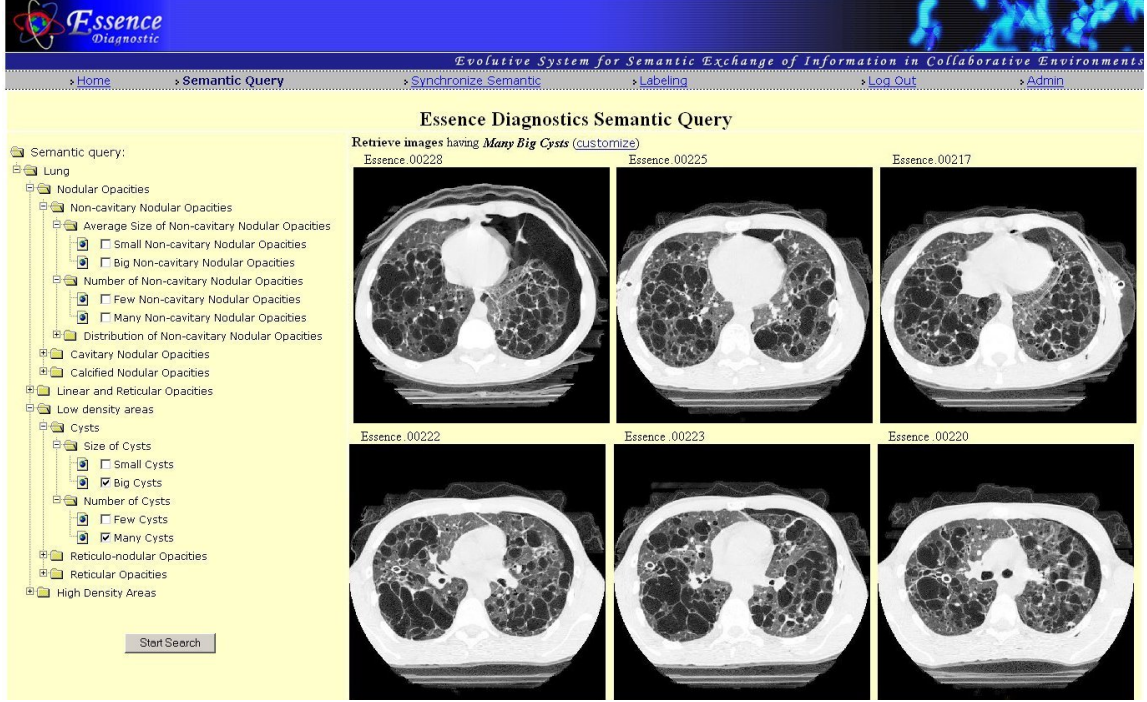 Essence
Diagnostic
Evolutive System for Semantic Exchange of Information in Collaborative Environments
Home Semantic Query Synchronize Semantic Labeling Log Out Admin
Essence Diagnostics Semantic Query
Semantic query:
Lung
Nodular Opacities
Non-cavitary Nodular Opacities
Average Size of Non-cavitary Nodular Opacities
Small Non-cavitary Nodular Opacities
Big Non-cavitary Nodular Opacities
Number of Non-cavitary Nodular Opacities
Few Non-cavitary Nodular Opacities
Many Non-cavitary Nodular Opacities
Distribution of Non-cavitary Nodular Opacities
Cavitary Nodular Opacities
Calcified Nodular Opacities
Linear and Reticular Opacities
Low density areas
Cysts
Size of Cysts
Small Cysts
Big Cysts
Number of Cysts
Few Cysts
Many Cysts
Reticulo-nodular Opacities
Reticular Opacities
High Density Areas
Start Search
Retrieve images having Many Big Cysts (customize)
Essence.00228 Essence.00225 Essence.00217
Essence.00222 Essence.00223 Essence.00220